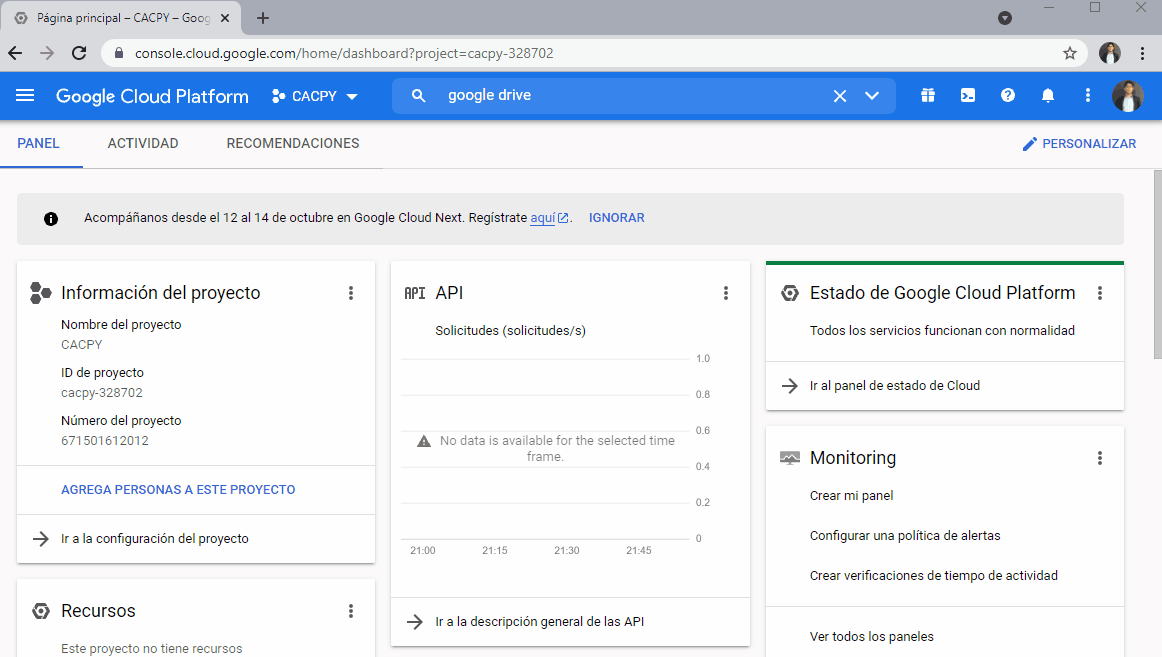 Página principal – CACPY – Goog
console.cloud.google.com/home/dashboard?project=cacpy-328702
Google Cloud Platform
CACPY
google drive
PANEL
ACTIVIDAD
RECOMENDACIONES
PERSONALIZAR
Acompáñanos desde el 12 al 14 de octubre en Google Cloud Next. Regístrate aquí. IGNORAR
Información del proyecto
Nombre del proyecto
CACPY
ID de proyecto
cacpy-328702
Número del proyecto
671501612012
AGREGA PERSONAS A ESTE PROYECTO
Ir a la configuración del proyecto
Recursos
Este proyecto no tiene recursos
API API
Solicitudes (solicitudes/s)
1.0
0.8
0.6
No data is available for the selected time
frame.
0.4
0.2
0
21:00 21:15 21:30 21:45
Ir a la descripción general de las API
Estado de Google Cloud Platform
Todos los servicios funcionan con normalidad
Ir al panel de estado de Cloud
Monitoring
Crear mi panel
Configurar una política de alertas
Crear verificaciones de tiempo de actividad
Ver todos los paneles